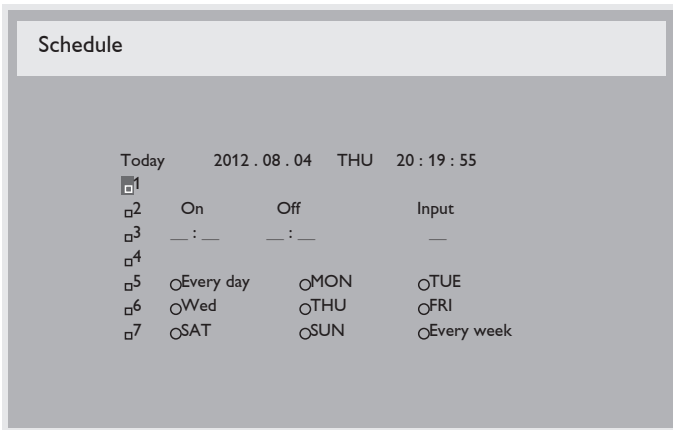 Schedule
Today 2012 . 08 . 04 THU 20 : 19 : 55
1
2 On Off Input
3 __ : __ __ : __ __
4
5 Every day MON TUE
6 Wed THU FRI
7 SAT SUN Every week